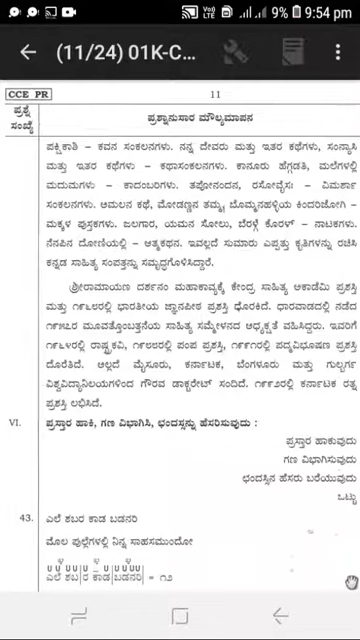 9% 9:54 pm
(11/24) 01K-C...
CCE PR 11
ಪ್ರಶ್ನೆ ಸಂಖ್ಯೆ
ಪ್ರಶ್ನಾನುಸಾರ ಮೌಲ್ಯಮಾಪನ
ಪಕ್ಷಿಕಾಶಿ – ಕವನ ಸಂಕಲನಗಳು. ನನ್ನ ದೇವರು ಮತ್ತು ಇತರ ಕಥೆಗಳು, ಸಂನ್ಯಾಸಿ
ಮತ್ತು ಇತರ ಕಥೆಗಳು – ಕಥಾಸಂಕಲನಗಳು. ಕಾನೂರು ಹೆಗ್ಗಡತಿ, ಮಲೆಗಳಲ್ಲಿ
ಮದುಮಗಳು – ಕಾದಂಬರಿಗಳು. ತಪೋನಂದನ, ರಸೋವೈಸಃ – ವಿಮರ್ಶಾ
ಸಂಕಲನಗಳು. ಅಮಲನ ಕಥೆ, ಮೋಡಣ್ಣನ ತಮ್ಮ, ಬೊಮ್ಮನಹಳ್ಳಿಯ ಕಿಂದರಿಜೋಗಿ –
ಮಕ್ಕಳ ಪುಸ್ತಕಗಳು. ಜಲಗಾರ, ಯಮನ ಸೋಲು, ಬೆರಳ್ಗೆ ಕೊರಳ್ – ನಾಟಕಗಳು.
ನೆನಪಿನ ದೋಣಿಯಲ್ಲಿ – ಆತ್ಮಕಥನ. ಇವಲ್ಲದೆ ಸುಮಾರು ಎಪ್ಪತ್ತು ಕೃತಿಗಳನ್ನು ರಚಿಸಿ
ಕನ್ನಡ ಸಾಹಿತ್ಯ ಸಂಪತ್ತನ್ನು ಸಮೃದ್ಧಗೊಳಿಸಿದ್ದಾರೆ.
ಶ್ರೀರಾಮಾಯಣ ದರ್ಶನಂ ಮಹಾಕಾವ್ಯಕ್ಕೆ ಕೇಂದ್ರ ಸಾಹಿತ್ಯ ಅಕಾಡೆಮಿ ಪ್ರಶಸ್ತಿ
ಮತ್ತು ೧೯೬೮ರಲ್ಲಿ ಭಾರತೀಯ ಜ್ಞಾನಪೀಠ ಪ್ರಶಸ್ತಿ ಧೊರಕಿದೆ. ಧಾರವಾಡದಲ್ಲಿ ನಡೆದ
೧೯೫೭ರ ಮೂವತ್ತೊಂಬತ್ತನೆಯ ಸಾಹಿತ್ಯ ಸಮ್ಮೇಳನದ ಅಧ್ಯಕ್ಷತೆ ವಹಿಸಿದ್ದರು. ಇವರಿಗೆ
೧೯೬೪ರಲ್ಲಿ ರಾಷ್ಟ್ರಕವಿ, ೧೯೮೮ರಲ್ಲಿ ಪಂಪ ಪ್ರಶಸ್ತಿ, ೧೯೯೧ರಲ್ಲಿ ಪದ್ಮವಿಭೂಷಣ ಪ್ರಶಸ್ತಿ
ದೊರೆತಿದೆ. ಅಲ್ಲದೆ ಮೈಸೂರು, ಕರ್ನಾಟಕ, ಬೆಂಗಳೂರು ಮತ್ತು ಗುಲ್ಬರ್ಗ
ವಿಶ್ವವಿದ್ಯಾನಿಲಯಗಳಿಂದ ಗೌರವ ಡಾಕ್ಟರೇಟ್ ಸಂದಿದೆ. ೧೯೯೨ರಲ್ಲಿ ಕರ್ನಾಟಕ ರತ್ನ
ಪ್ರಶಸ್ತಿ ಲಭಿಸಿದೆ.
VI. ಪ್ರಸ್ತಾರ ಹಾಕಿ, ಗಣ ವಿಭಾಗಿಸಿ, ಛಂದಸ್ಸನ್ನು ಹೆಸರಿಸುವುದು :
ಪ್ರಸ್ತಾರ ಹಾಕುವುದು
ಗಣ ವಿಭಾಗಿಸುವುದು
ಛಂದಸ್ಸಿನ ಹೆಸರು ಬರೆಯುವುದು
ಒಟ್ಟು
43. ಎಲೆ ಶಬರ ಕಾಡ ಬಡನರಿ
ಮೊಲ ಪುಲ್ಲೆಗಳಲ್ಲಿ ನಿನ್ನ ಸಾಹಸಮುಂದೋ
ಎಲೆ ಶಬ|ರ ಕಾಡ|ಬಡನರಿ| = ೧೨